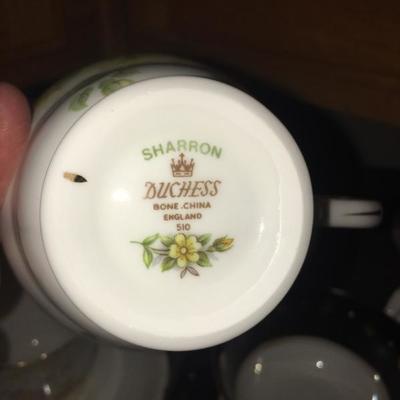 SHARRON
DUCHESS
BONE.CHINA
ENGLAND
510